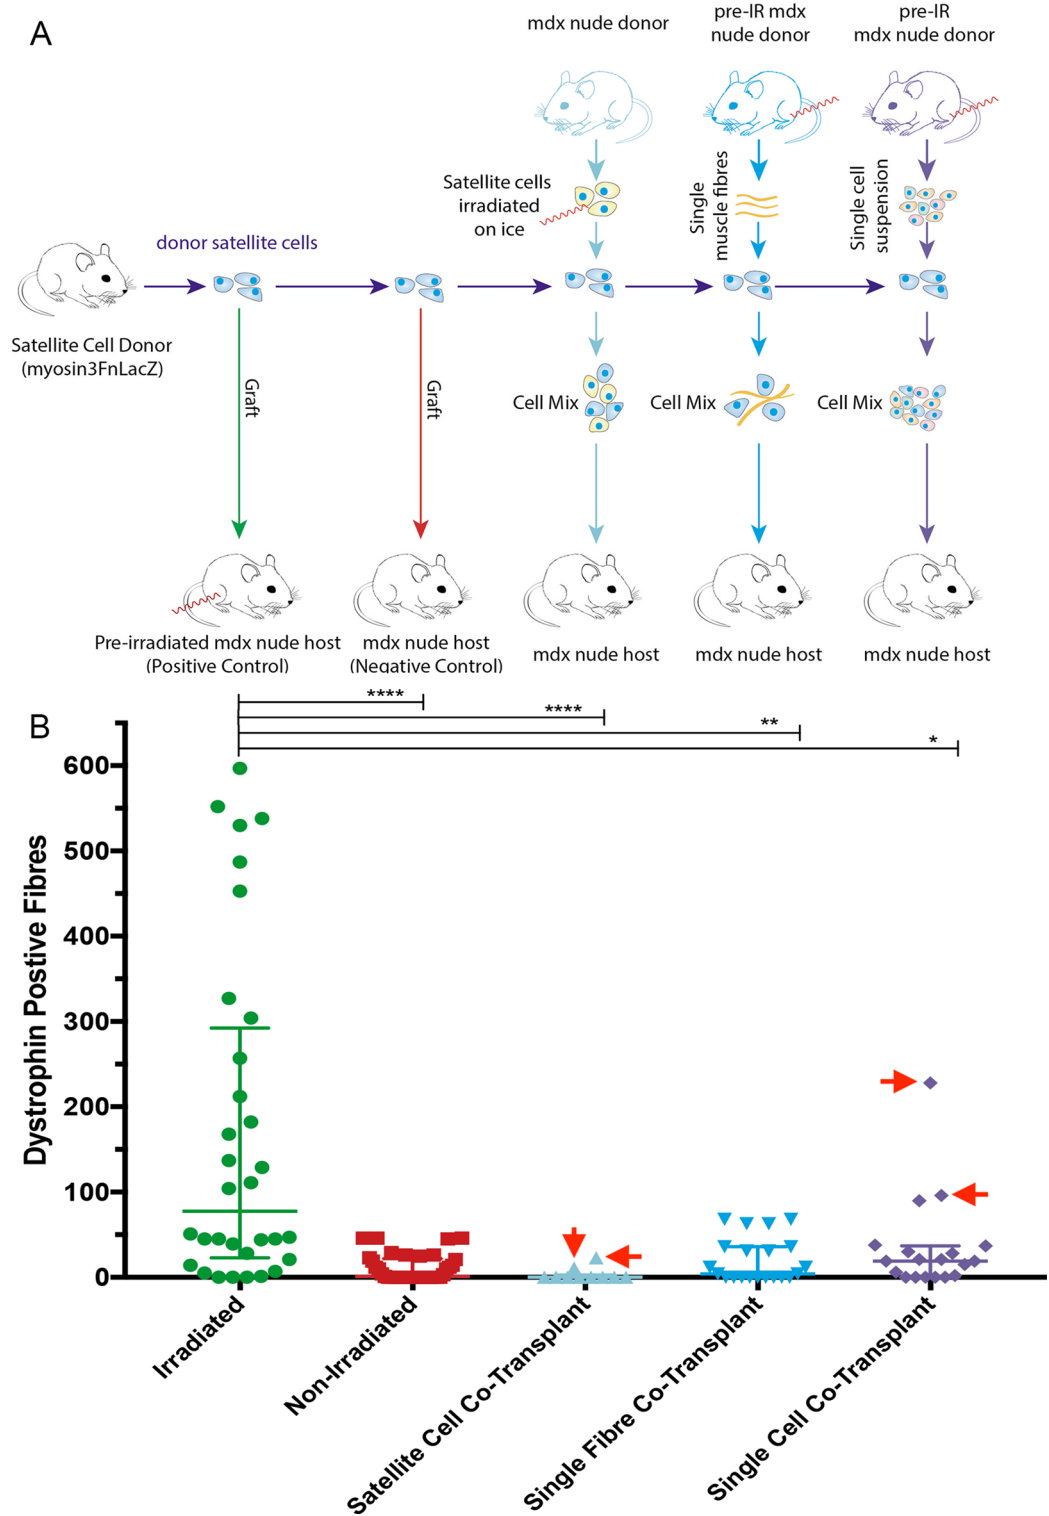 A
mdx nude donor
pre-IR mdx
nude donor
pre-IR
mdx nude donor
Satellite cells
irradiated
on ice
Single
muscle fibres
Single cell
suspension
donor satellite cells
Satellite Cell Donor
(myosin3FnLacZ)
Graft
Graft
Cell Mix
Cell Mix
Cell Mix
Pre-irradiated mdx nude host
(Positive Control)
mdx nude host
(Negative Control)
mdx nude host
mdx nude host
mdx nude host
B
****
****
**
*
Dystrophin Postive Fibres
600
500
400
300
200
100
0
Irradiated
Non-Irradiated
Satellite Cell Co-Transplant
Single Fibre Co-Transplant
Single Cell Co-Transplant